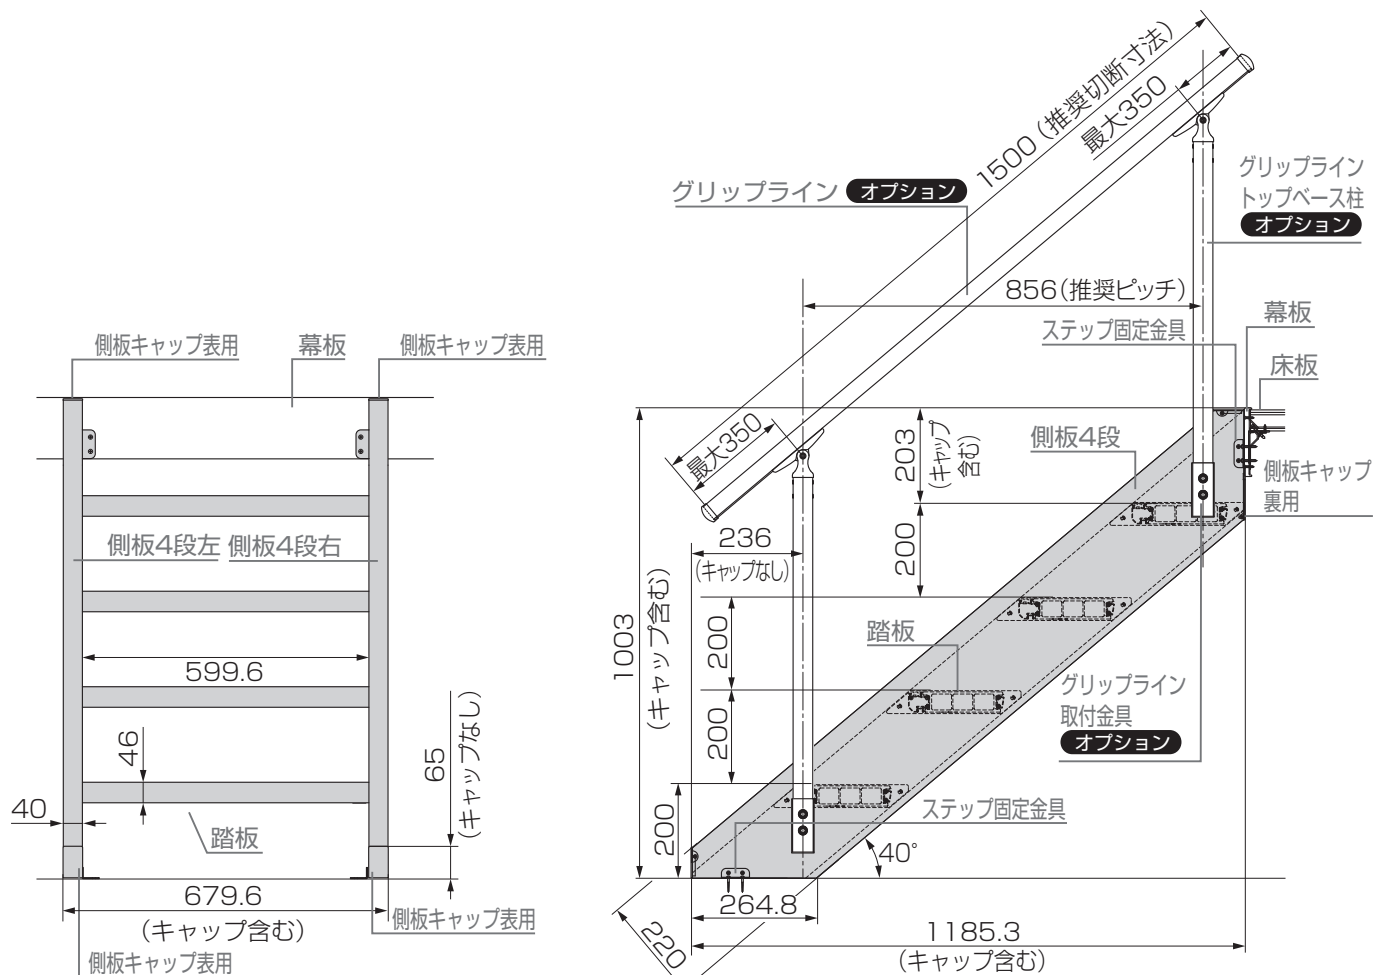 側板キャップ表用
幕板
側板キャップ表用
側板4段左
側板4段右
599.6
46
65
(キャップなし)
40
踏板
679.6
(キャップ含む)
側板キャップ表用
側板キャップ表用
1500(推奨切断寸法)
最大350
グリップライン オプション
グリップライン
トップベース柱
オプション
856(推奨ピッチ)
ステップ固定金具
幕板
床板
最大350
203
(キャップ
含む)
側板4段
側板キャップ
裏用
236
(キャップなし)
200
1003
(キャップ含む)
200
踏板
200
グリップライン
取付金具
オプション
200
ステップ固定金具
40°
264.8
220
1185.3
(キャップ含む)